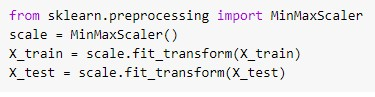 from sklearn.preprocessing import MinMaxScaler
scale = MinMaxScaler()
X_train = scale.fit_transform(X_train)
X_test = scale.fit_transform(X_test)